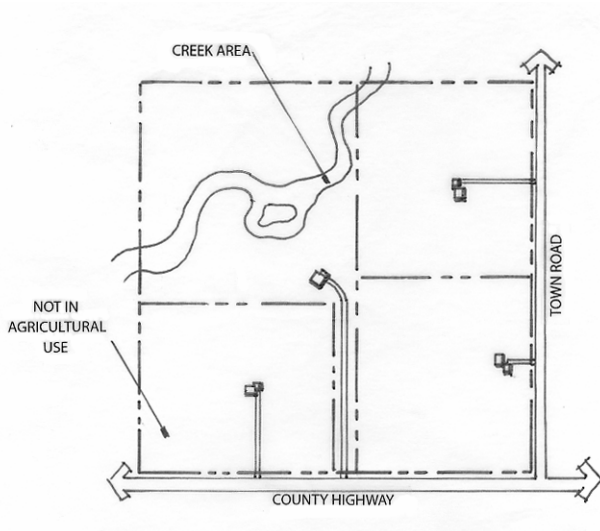 CREEK AREA
NOT IN
AGRICULTURAL
USE
TOWN ROAD
COUNTY HIGHWAY